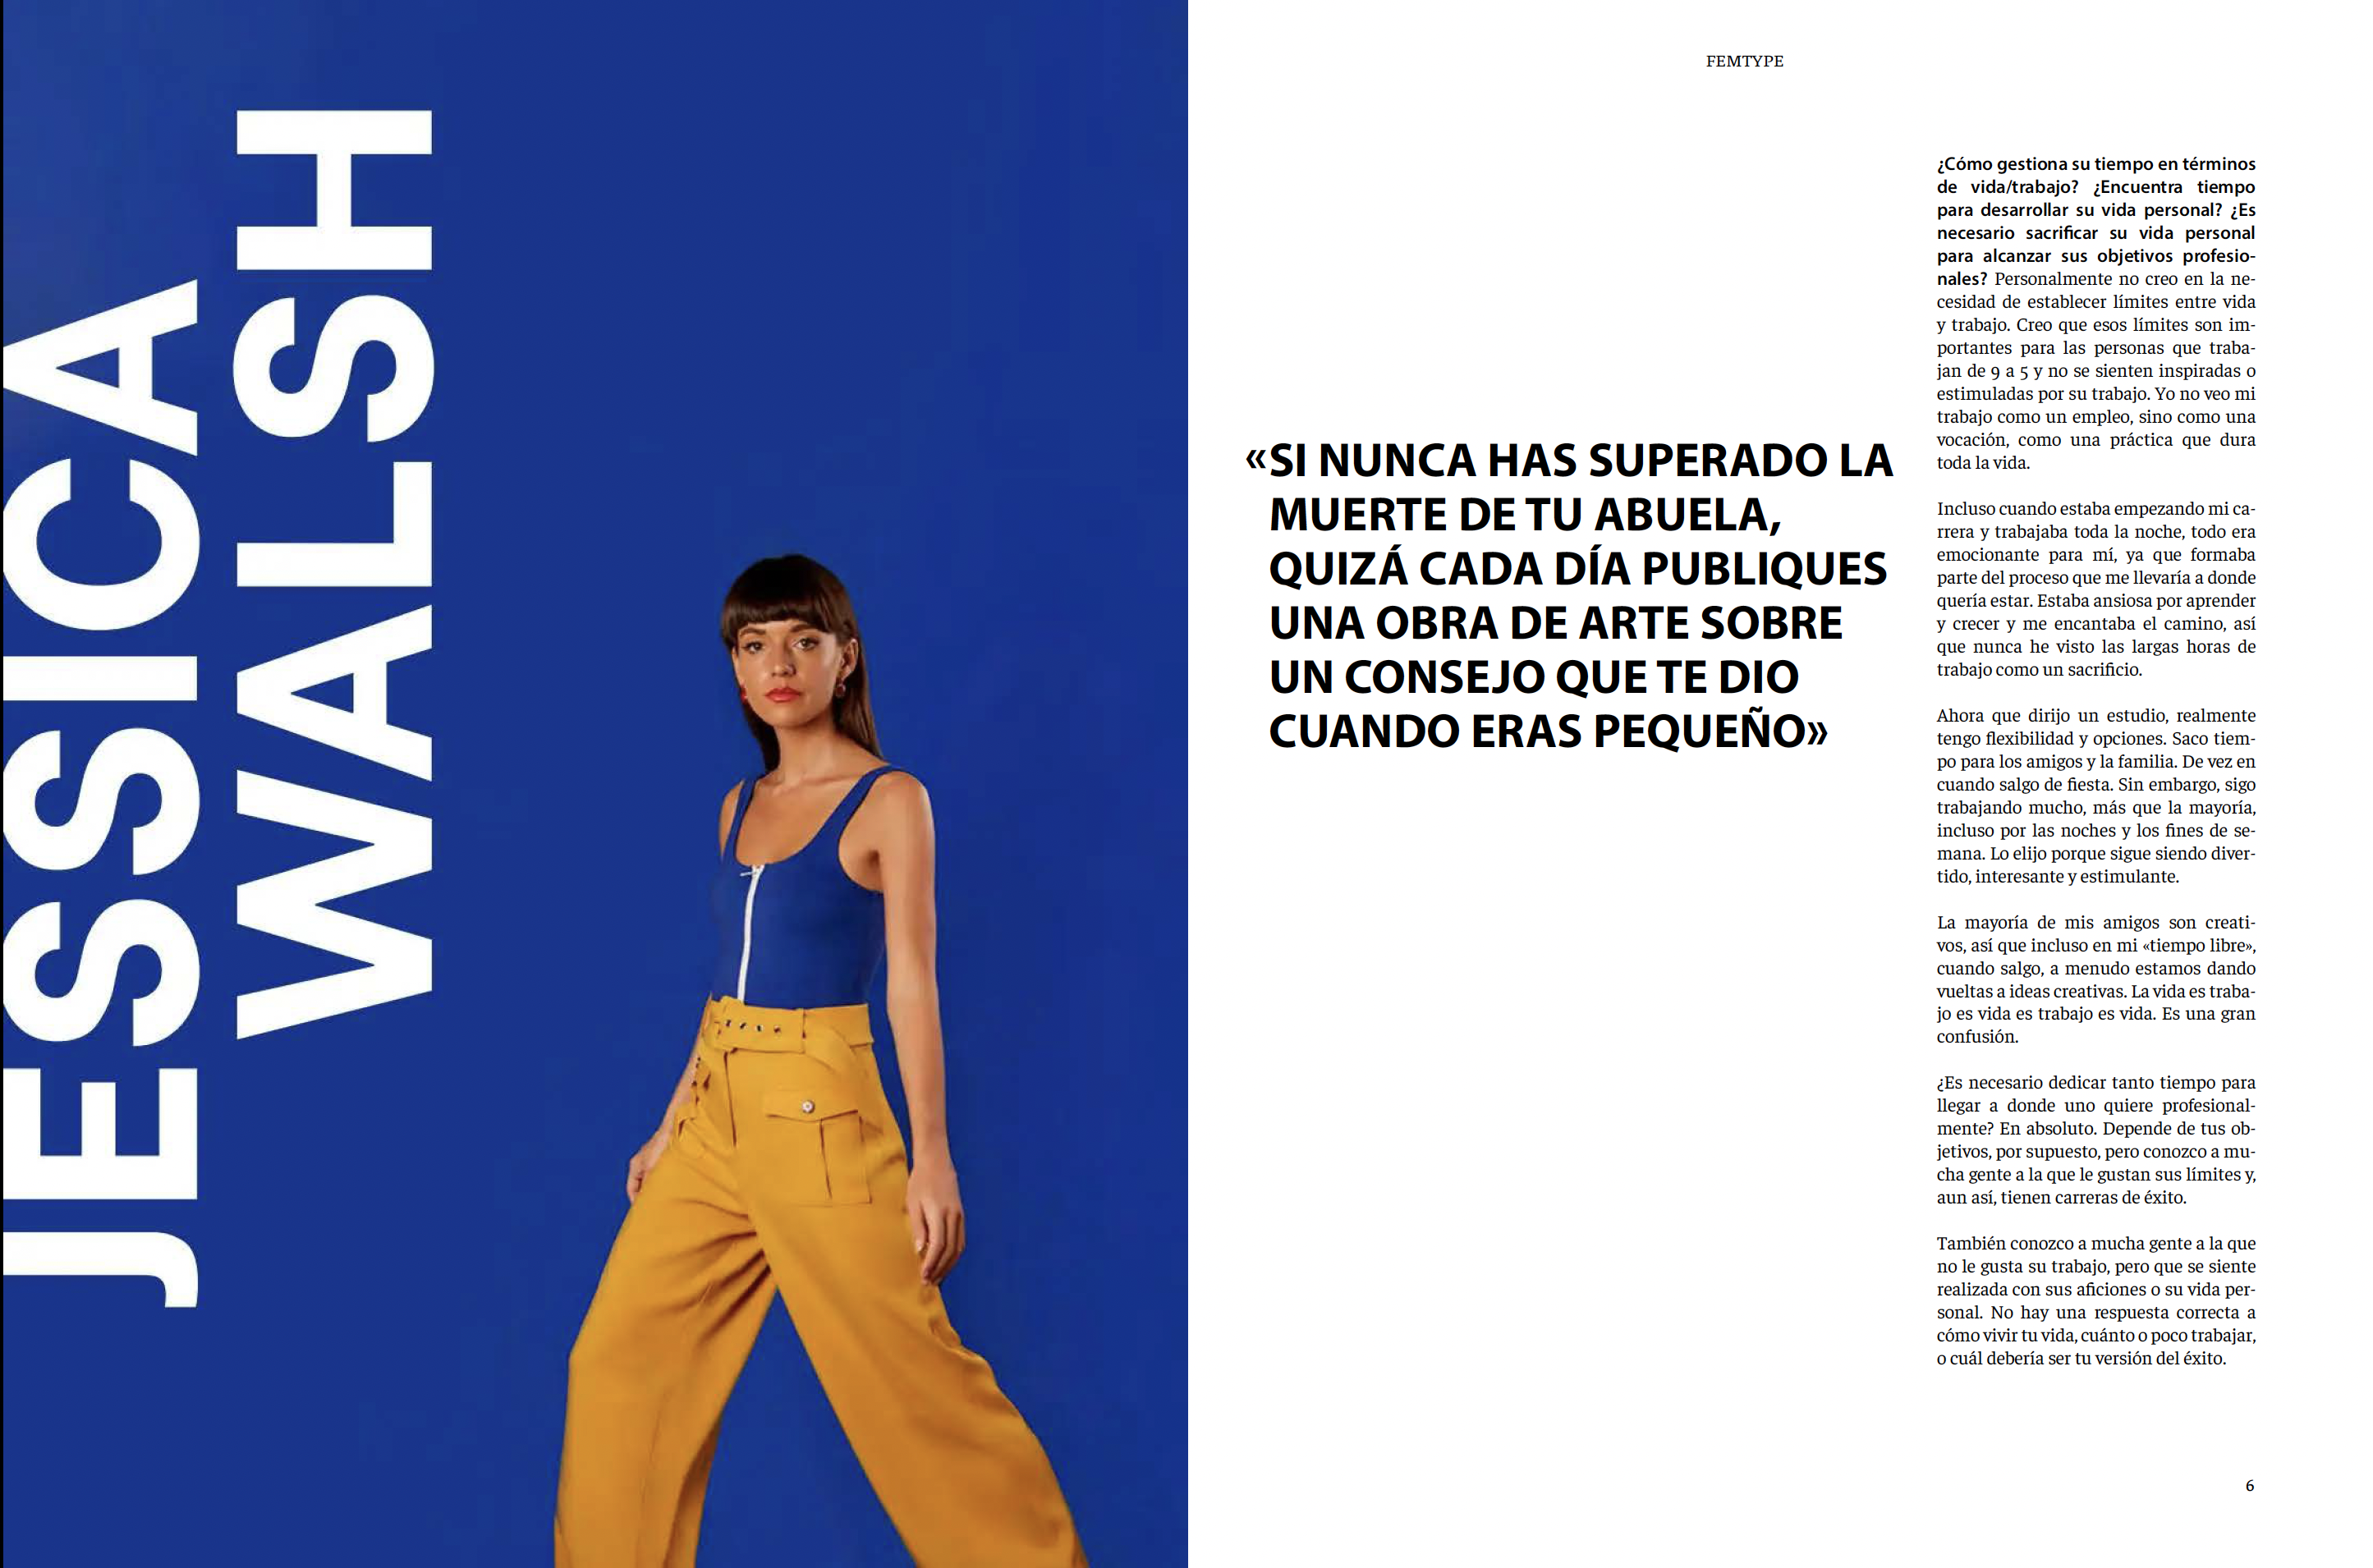 JESSICA
WALSH
FEMTYPE
«SI NUNCA HAS SUPERADO LA
MUERTE DE TU ABUELA,
QUIZÁ CADA DÍA PUBLIQUES
UNA OBRA DE ARTE SOBRE
UN CONSEJO QUE TE DIO
CUANDO ERAS PEQUEÑO»
¿Cómo gestiona su tiempo en términos
de vida/trabajo? ¿Encuentra tiempo
para desarrollar su vida personal? ¿Es
necesario sacrificar su vida personal
para alcanzar sus objetivos profesio-
nales? Personalmente no creo en la ne-
cesidad de establecer límites entre vida
y trabajo. Creo que esos límites son im-
portantes para las personas que traba-
jan de 9 a 5 y no se sienten inspiradas o
estimuladas por su trabajo. Yo no veo mi
trabajo como un empleo, sino como una
vocación, como una práctica que dura
toda la vida.
Incluso cuando estaba empezando mi ca-
rrera y trabajaba toda la noche, todo era
emocionante para mí, ya que formaba
parte del proceso que me llevaría a donde
quería estar. Estaba ansiosa por aprender
y crecer y me encantaba el camino, así
que nunca he visto las largas horas de
trabajo como un sacrificio.
Ahora que dirijo un estudio, realmente
tengo flexibilidad y opciones. Saco tiem-
po para los amigos y la familia. De vez en
cuando salgo de fiesta. Sin embargo, sigo
trabajando mucho, más que la mayoría,
incluso por las noches y los fines de se-
mana. Lo elijo porque sigue siendo diver-
tido, interesante y estimulante.
La mayoría de mis amigos son creati-
vos, así que incluso en mi «tiempo libre»,
cuando salgo, a menudo estamos dando
vueltas a ideas creativas. La vida es traba-
jo es vida es trabajo es vida. Es una gran
confusión.
¿Es necesario dedicar tanto tiempo para
llegar a donde uno quiere profesional-
mente? En absoluto. Depende de tus ob-
jetivos, por supuesto, pero conozco a mu-
cha gente a la que le gustan sus límites y,
aun así, tienen carreras de éxito.
También conozco a mucha gente a la que
no le gusta su trabajo, pero que se siente
realizada con sus aficiones o su vida per-
sonal. No hay una respuesta correcta a
cómo vivir tu vida, cuánto o poco trabajar,
o cuál debería ser tu versión del éxito.
6